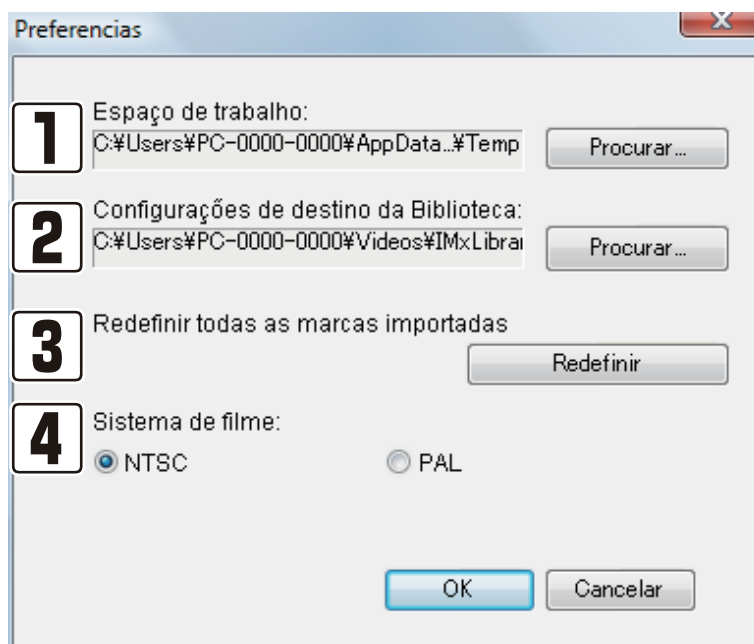 Preferencias
X
1
Espaço de trabalho:
C:¥Users¥PC-0000-0000¥AppData...¥Temp
Procurar...
2
Configurações de destino da Biblioteca:
C:¥Users¥PC-0000-0000¥Videos¥IMxLibrar
Procurar...
3
Redefinir todas as marcas importadas
Redefinir
4
Sistema de filme:
NTSC PAL
OK Cancelar